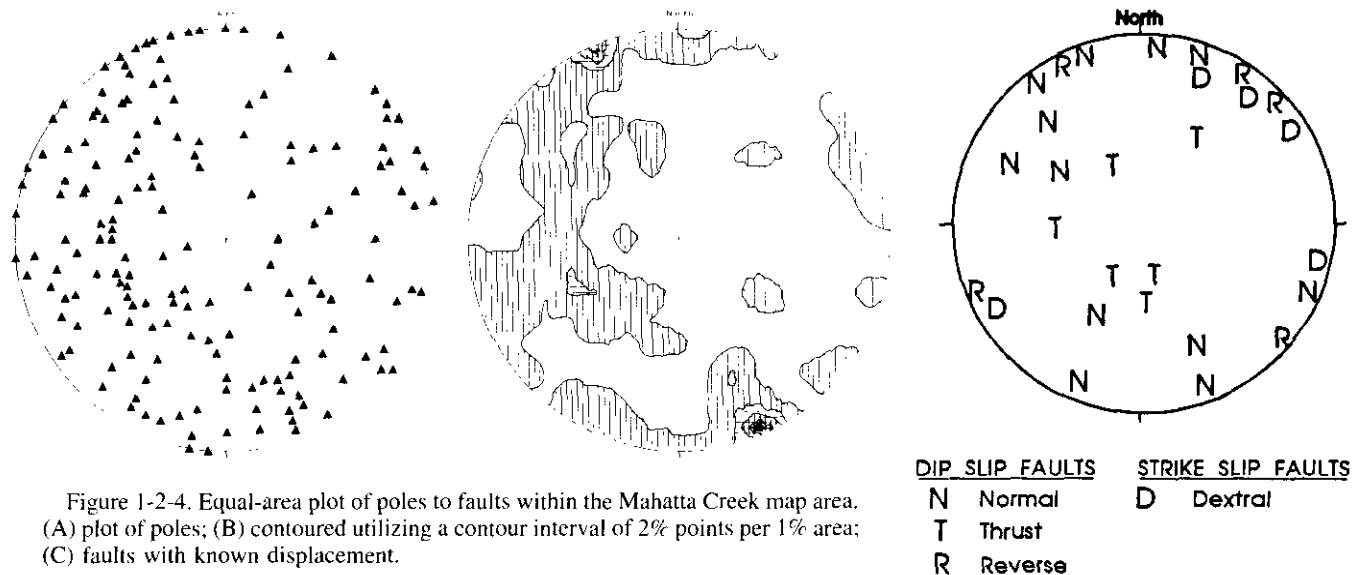 North
N
N
N
R
N
D
R
D
R
D
N
T
T
N
N
T
D
R
D
T
T
T
N
N
R
N
N
N
DIP SLIP FAULTS
STRIKE SLIP FAULTS
N Normal
D Dextral
T Thrust
R Reverse
Figure 1-2-4. Equal-area plot of poles to faults within the Mahatta Creek map area.
(A) plot of poles; (B) contoured utilizing a contour interval of 2% points per 1% area;
(C) faults with known displacement.